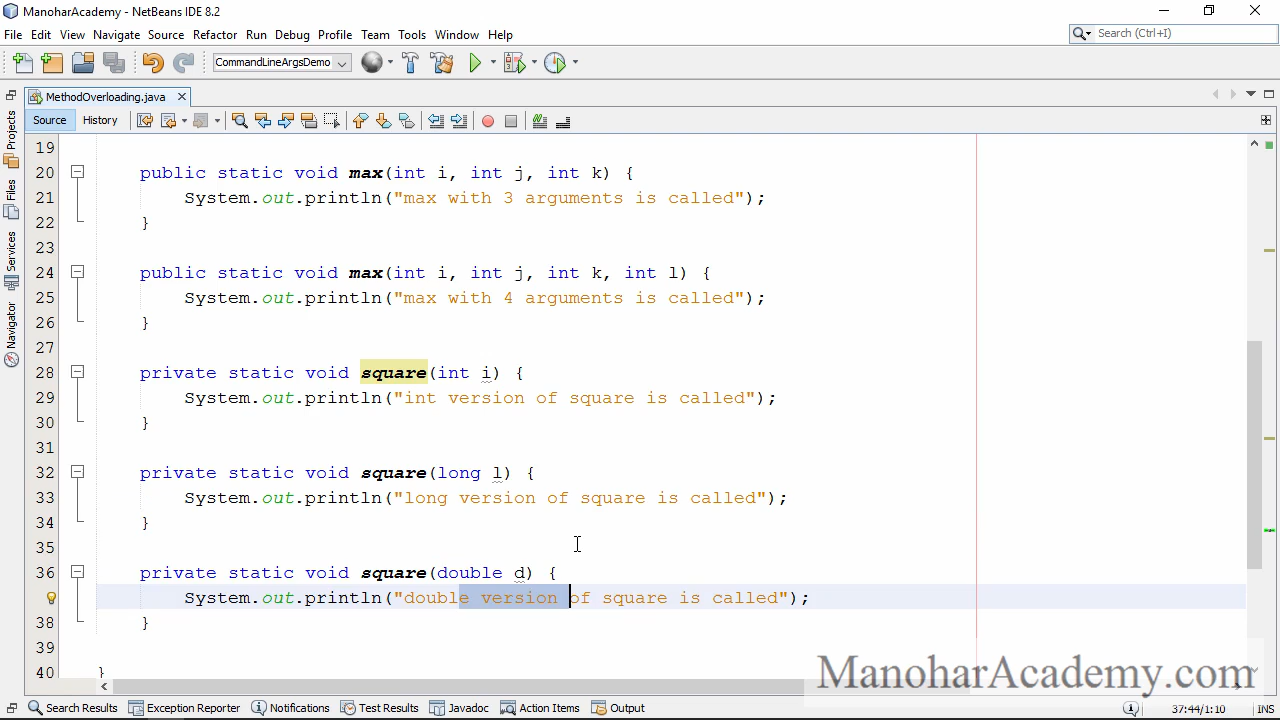 ManoharAcademy - NetBeans IDE 8.2
File Edit View Navigate Source Refactor Run Debug Profile Team Tools Window Help
Search (Ctrl+I)
CommandLineArgsDemo
MethodOverloading.java
Source History
Projects
Files
Services
Navigator
19
20 public static void max(int i, int j, int k) {
21 System.out.println("max with 3 arguments is called");
22 }
23
24 public static void max(int i, int j, int k, int l) {
25 System.out.println("max with 4 arguments is called");
26 }
27
28 private static void square(int i) {
29 System.out.println("int version of square is called");
30 }
31
32 private static void square(long l) {
33 System.out.println("long version of square is called");
34 }
35
36 private static void square(double d) {
System.out.println("double version of square is called");
38 }
39
40 }
ManoharAcademy.com
Search Results Exception Reporter Notifications Test Results Javadoc Action Items Output
37:44/1:10 INS